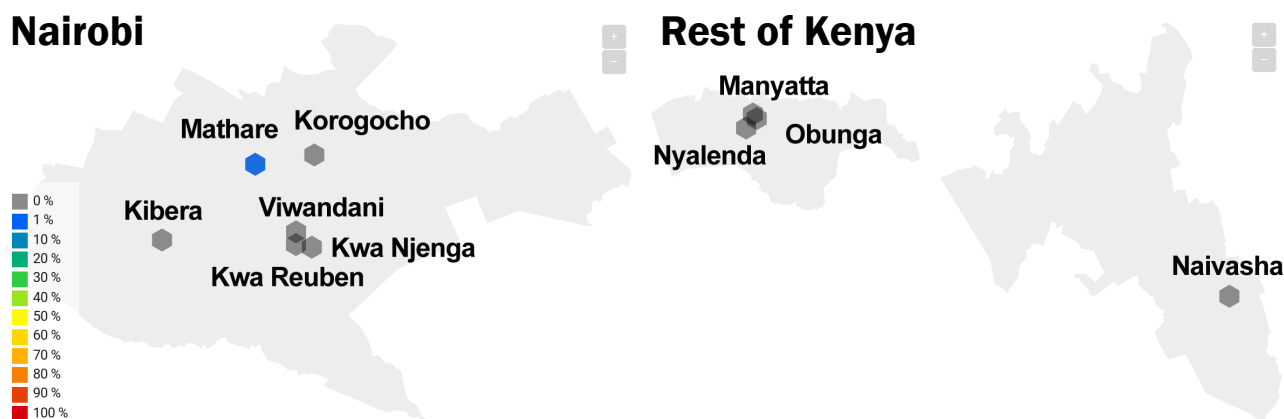 Nairobi
Rest of Kenya
+
−
+
−
Mathare
Korogocho
Kibera
Viwandani
Kwa Njenga
Kwa Reuben
Manyatta
Obunga
Nyalenda
Naivasha
0 %
1 %
10 %
20 %
30 %
40 %
50 %
60 %
70 %
80 %
90 %
100 %